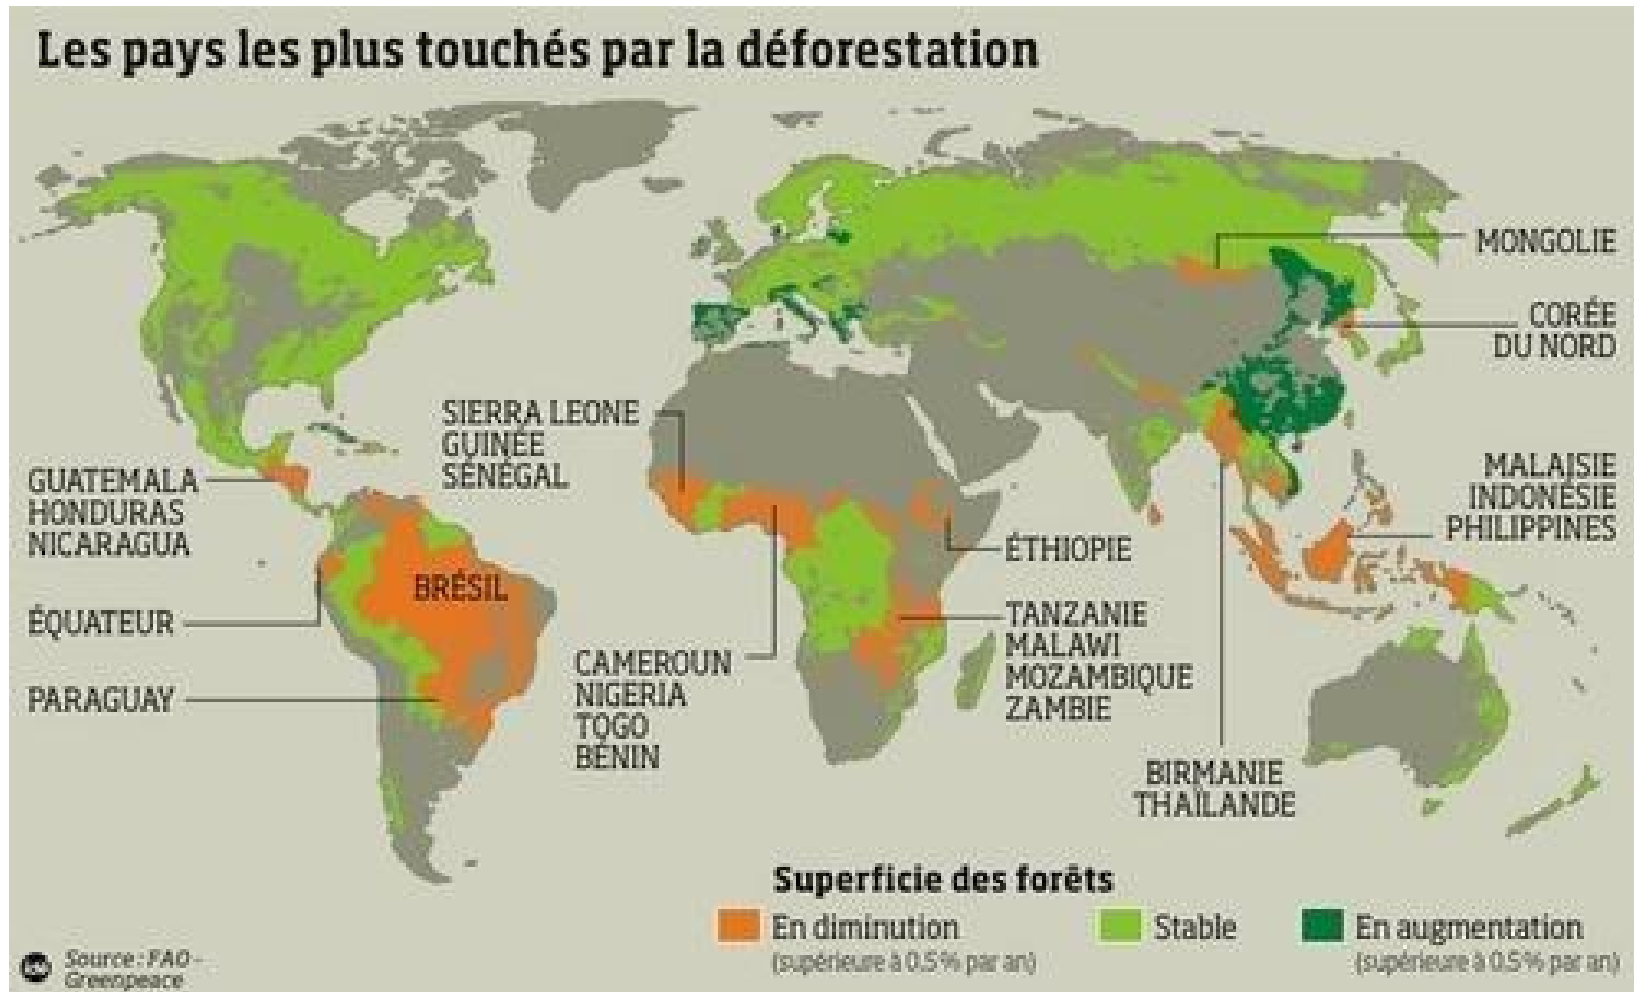 Les pays les plus touchés par la déforestation
MONGOLIE
CORÉE
DU NORD
SIERRA LEONE
GUINÉE
SÉNÉGAL
GUATEMALA
HONDURAS
NICARAGUA
MALAISIE
INDONÉSIE
PHILIPPINES
ÉTHIOPIE
BRÉSIL
ÉQUATEUR
TANZANIE
MALAWI
MOZAMBIQUE
ZAMBIE
CAMEROUN
NIGERIA
TOGO
BÉNIN
PARAGUAY
BIRMANIE
THAÏLANDE
Superficie des forêts
En diminution
(supérieure à 0.5% par an)
Stable
En augmentation
(supérieure à 0.5% par an)
Source : FAO -
Greenpeace